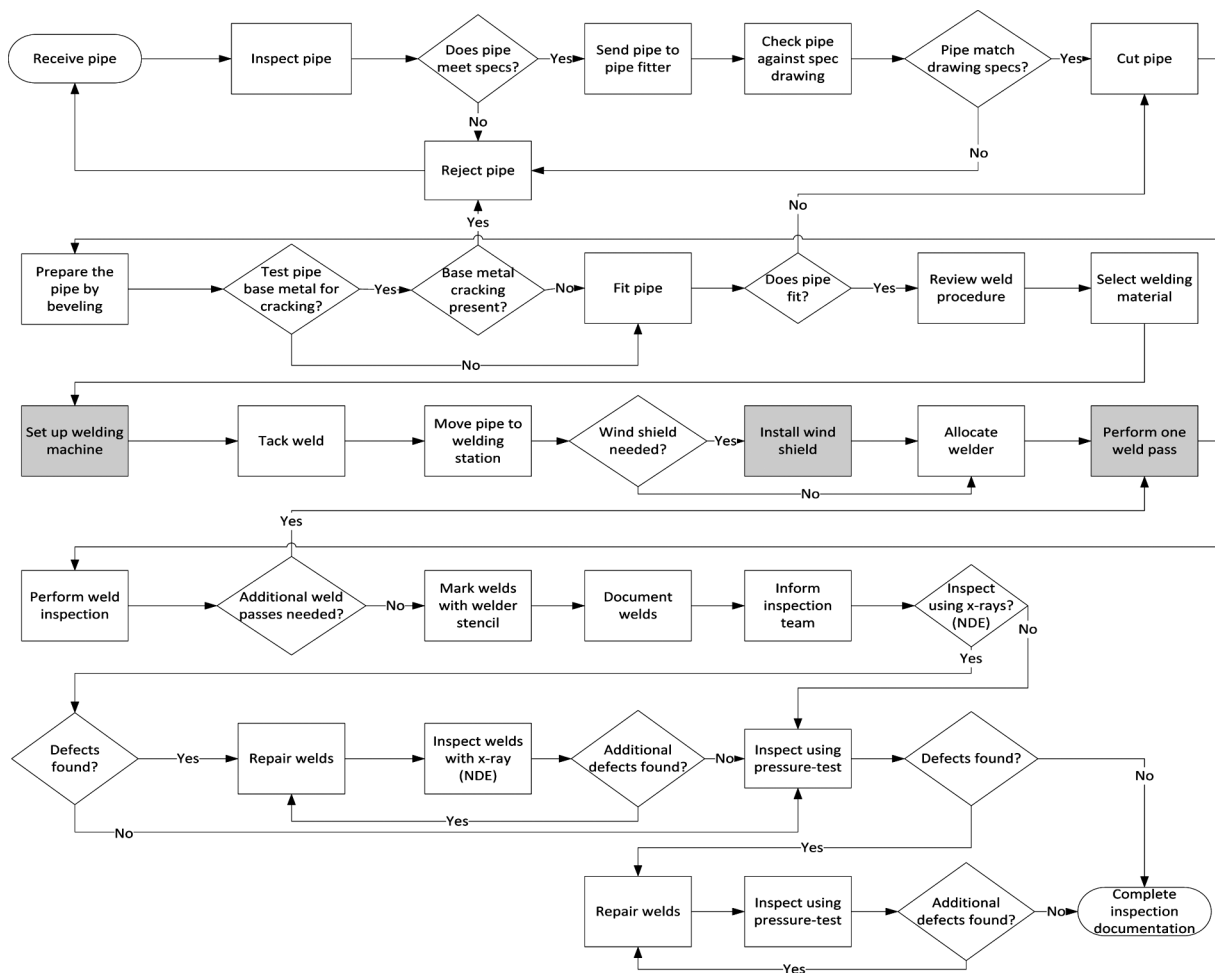 Receive pipe
Inspect pipe
Does pipe
meet specs?
Yes
Send pipe to
pipe fitter
Check pipe
against spec
drawing
Pipe match
drawing specs?
Yes
Cut pipe
No
No
Reject pipe
Yes
No
Prepare the
pipe by
beveling
Test pipe
base metal for
cracking?
Yes
Base metal
cracking
present?
No
Fit pipe
Does pipe
fit?
Yes
Review weld
procedure
Select welding
material
No
Set up welding
machine
Tack weld
Move pipe to
welding
station
Wind shield
needed?
Yes
Install wind
shield
Allocate
welder
Perform one
weld pass
No
Yes
Perform weld
inspection
Additional weld
passes needed?
No
Mark welds
with welder
stencil
Document
welds
Inform
inspection
team
Inspect
using x-rays?
(NDE)
No
Yes
Defects
found?
Yes
Repair welds
Inspect welds
with x-ray
(NDE)
Additional
defects found?
No
Inspect using
pressure-test
Defects found?
No
Yes
No
Yes
Repair welds
Inspect using
pressure-test
Additional
defects found?
No
Complete
inspection
documentation
Yes